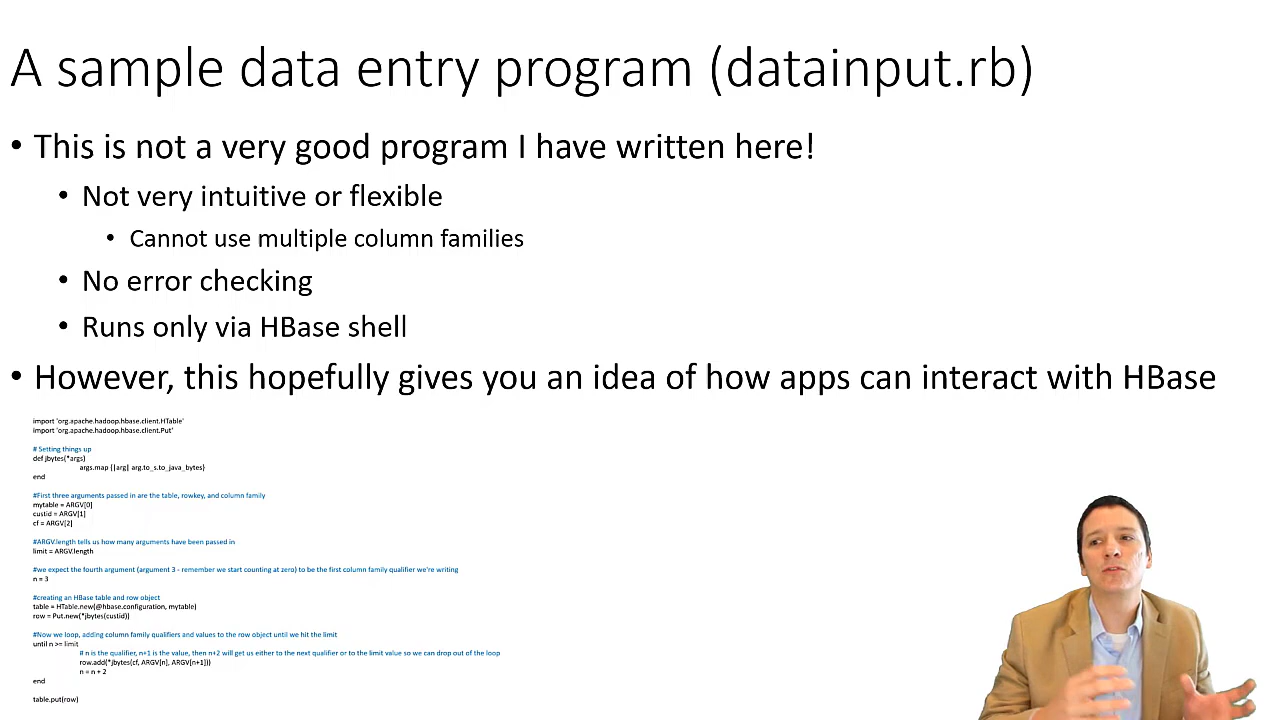 A sample data entry program (datainput.rb)
• This is not a very good program I have written here!
• Not very intuitive or flexible
• Cannot use multiple column families
• No error checking
• Runs only via HBase shell
• However, this hopefully gives you an idea of how apps can interact with HBase
import 'org.apache.hadoop.hbase.client.HTable'
import 'org.apache.hadoop.hbase.client.Put'
# Setting things up
def jbytes(*args)
args.map {|arg| arg.to_s.to_java_bytes}
end
#First three arguments passed in are the table, rowkey, and column family
mytable = ARGV[0]
custid = ARGV[1]
cf = ARGV[2]
#ARGV.length tells us how many arguments have been passed in
limit = ARGV.length
#we expect the fourth argument (argument 3 - remember we start counting at zero) to be the first column family qualifier we're writing
n = 3
#creating an HBase table and row object
table = HTable.new(@hbase.configuration, mytable)
row = Put.new(*jbytes(custid))
#Now we loop, adding column family qualifiers and values to the row object until we hit the limit
until n >= limit
# n is the qualifier, n+1 is the value, then n+2 will get us either to the next qualifier or to the limit value so we can drop out of the loop
row.add(*jbytes(cf, ARGV[n], ARGV[n+1]))
n = n + 2
end
table.put(row)